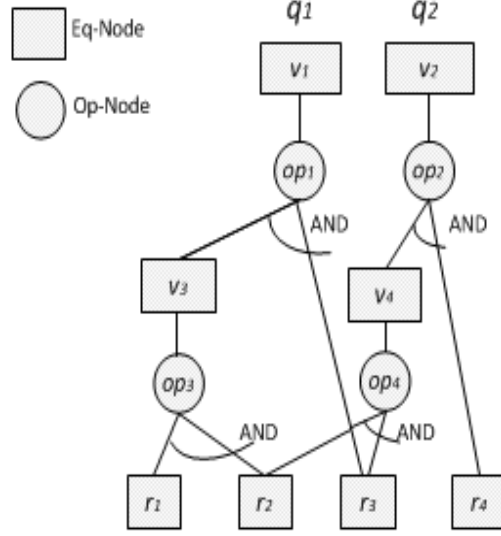 q1 q2
Eq-Node
v1 v2
Op-Node
op1 op2
AND AND
v3 v4
op3 op4
AND AND
r1 r2 r3 r4